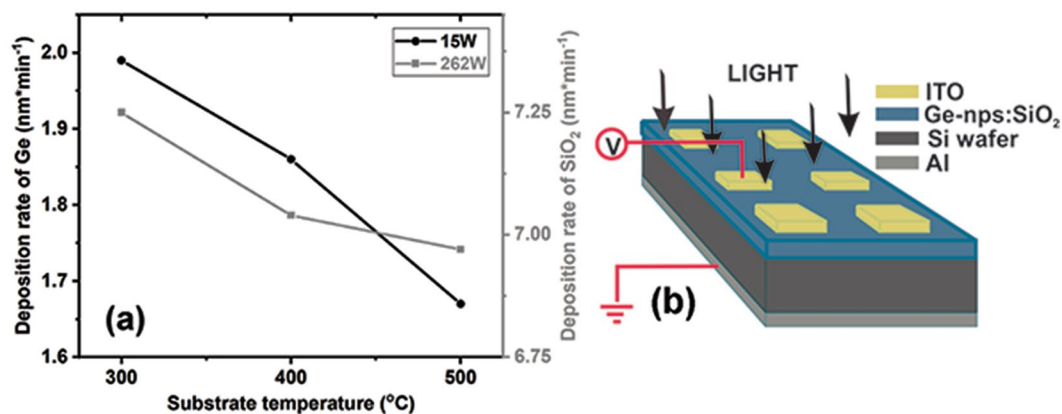 Deposition rate of Ge (nm*min⁻¹)
2.0
1.9
1.8
1.7
1.6
300
400
500
Substrate temperature (°C)
15W
262W
7.25
7.00
6.75
Deposition rate of SiO₂ (nm*min⁻¹)
(a)
LIGHT
V
ITO
Ge-nps:SiO₂
Si wafer
Al
(b)